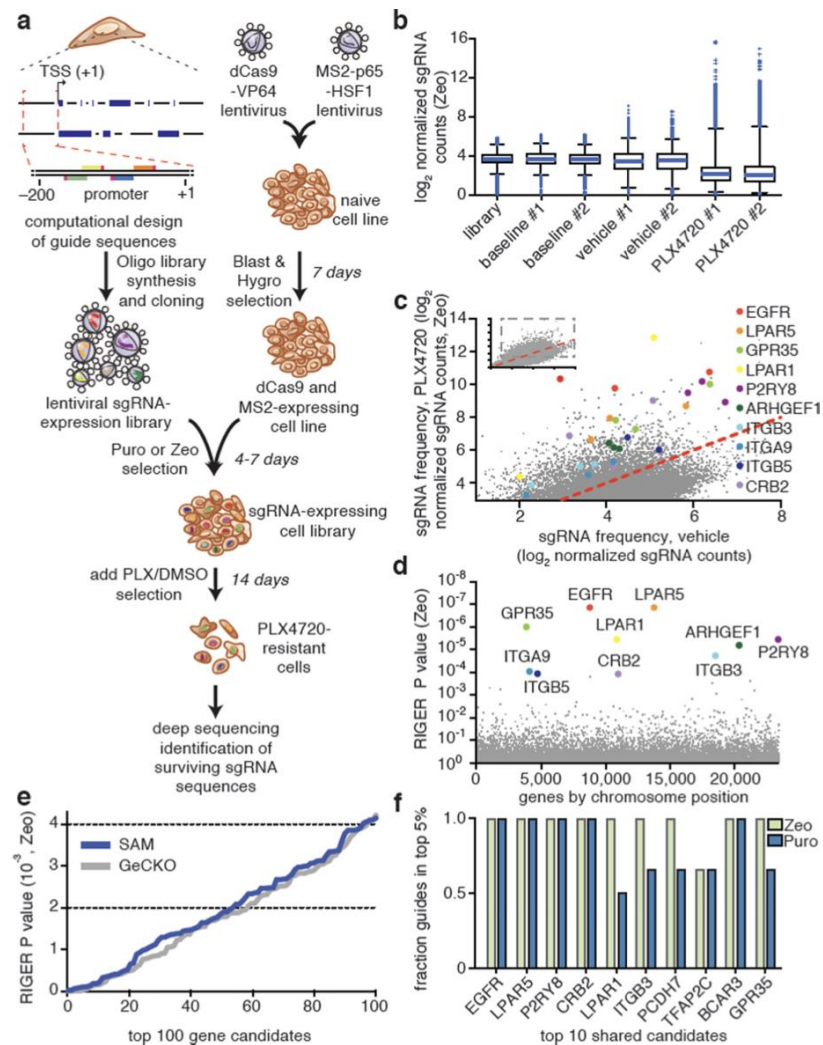 a
TSS (+1)
–200
promoter
+1
computational design
of guide sequences
Oligo library
synthesis
and cloning
lentiviral sgRNA-
expression library
dCas9
-VP64
lentivirus
MS2-p65
-HSF1
lentivirus
naive
cell line
Blast &
Hygro
selection
7 days
dCas9 and
MS2-expressing
cell line
Puro or Zeo
selection
4-7 days
sgRNA-expressing
cell library
add PLX/DMSO
selection
14 days
PLX4720-
resistant
cells
deep sequencing
identification of
surviving sgRNA
sequences
b
log2 normalized sgRNA
counts (Zeo)
16
12
8
4
0
library
baseline #1
baseline #2
vehicle #1
vehicle #2
PLX4720 #1
PLX4720 #2
c
sgRNA frequency, PLX4720 (log2
normalized sgRNA counts, Zeo)
14
12
10
8
6
4
2
4
6
8
sgRNA frequency, vehicle
(log2 normalized sgRNA counts)
EGFR
LPAR5
GPR35
LPAR1
P2RY8
ARHGEF1
ITGB3
ITGA9
ITGB5
CRB2
d
RIGER P value (Zeo)
10-8
10-7
10-6
10-5
10-4
10-3
10-2
10-1
100
EGFR
LPAR5
GPR35
LPAR1
ARHGEF1
P2RY8
ITGA9
CRB2
ITGB3
ITGB5
0
5,000
10,000
15,000
20,000
genes by chromosome position
e
RIGER P value (10-3, Zeo)
4
3
2
1
0
SAM
GeCKO
0
20
40
60
80
100
top 100 gene candidates
f
fraction guides in top 5%
1.0
0.5
0
Zeo
Puro
EGFR
LPAR5
P2RY8
CRB2
LPAR1
ITGB3
PCDH7
TFAP2C
BCAR3
GPR35
top 10 shared candidates